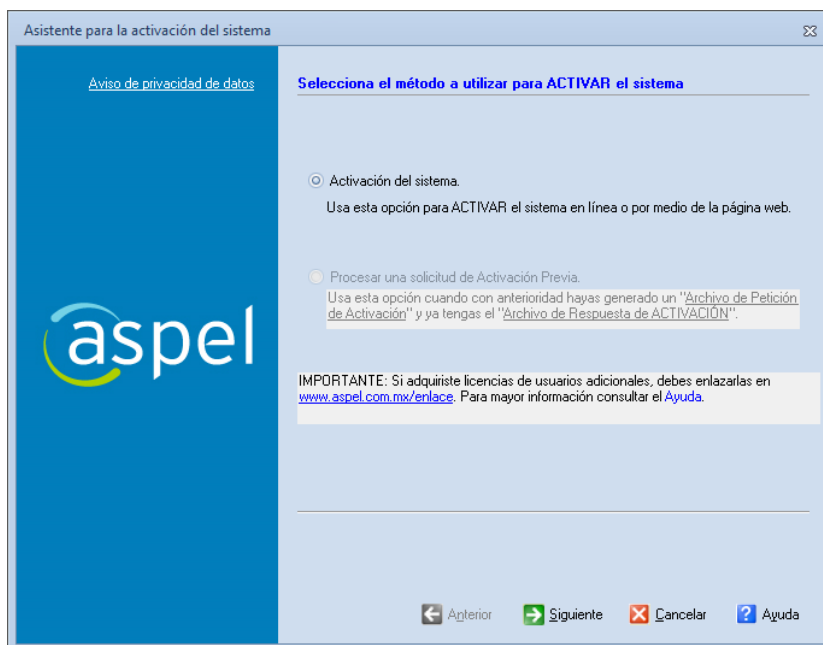 Asistente para la activación del sistema
Aviso de privacidad de datos
aspel
Selecciona el método a utilizar para ACTIVAR el sistema
Activación del sistema.
Usa esta opción para ACTIVAR el sistema en línea o por medio de la página web.
Procesar una solicitud de Activación Previa.
Usa esta opción cuando con anterioridad hayas generado un "Archivo de Petición
de Activación" y ya tengas el "Archivo de Respuesta de ACTIVACIÓN".
IMPORTANTE: Si adquiriste licencias de usuarios adicionales, debes enlazarlas en
www.aspel.com.mx/enlace. Para mayor información consultar el Ayuda.
Anterior
Siguiente
Cancelar
? Ayuda